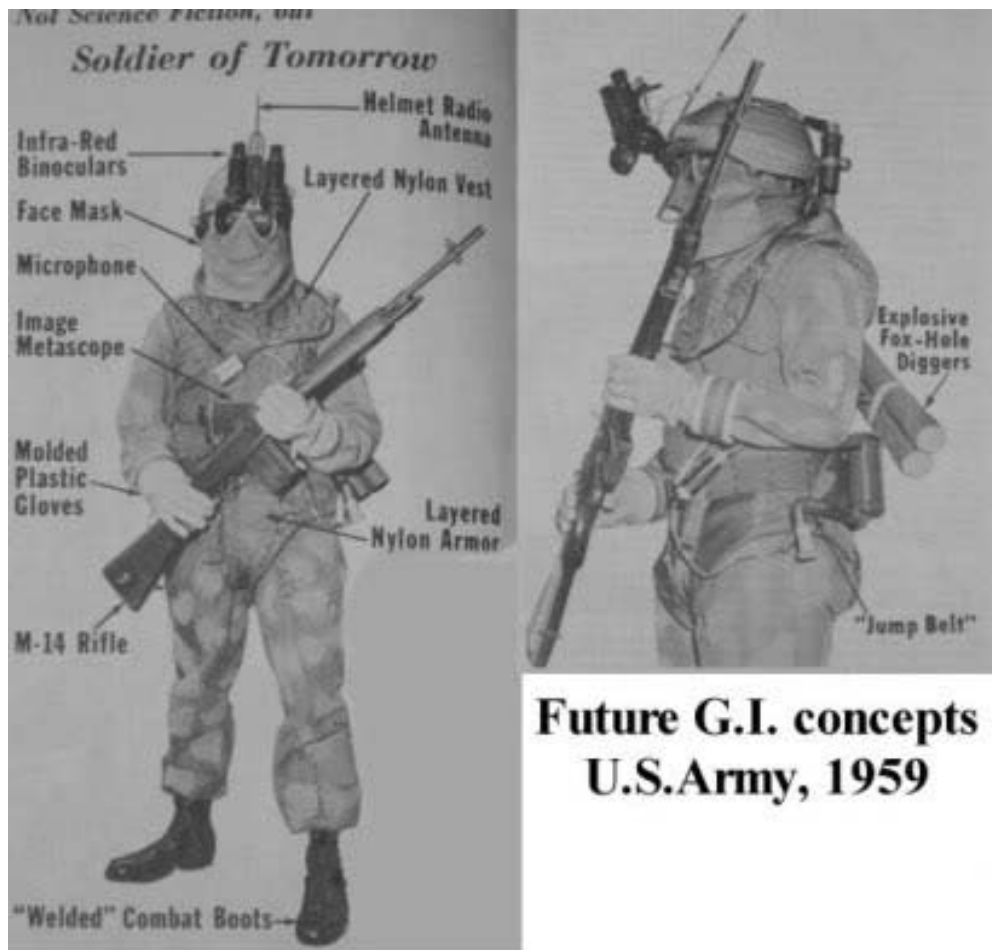 Not Science Fiction, but
Soldier of Tomorrow
Helmet Radio
Antenna
Infra-Red
Binoculars
Layered Nylon Vest
Face Mask
Microphone
Image
Metascope
Molded
Plastic
Gloves
Layered
Nylon Armor
M-14 Rifle
"Welded" Combat Boots
Explosive
Fox-Hole
Diggers
"Jump Belt"
Future G.I. concepts
U.S.Army, 1959